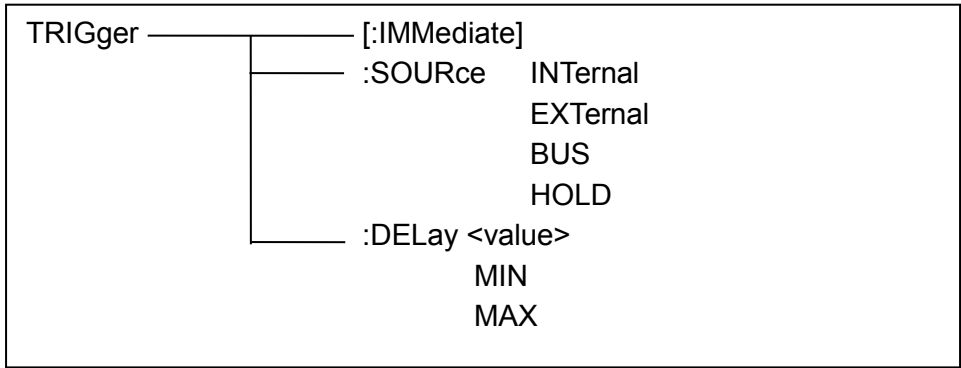 TRIGger [:IMMediate]
:SOURce INTernal
EXTernal
BUS
HOLD
:DELay <value>
MIN
MAX